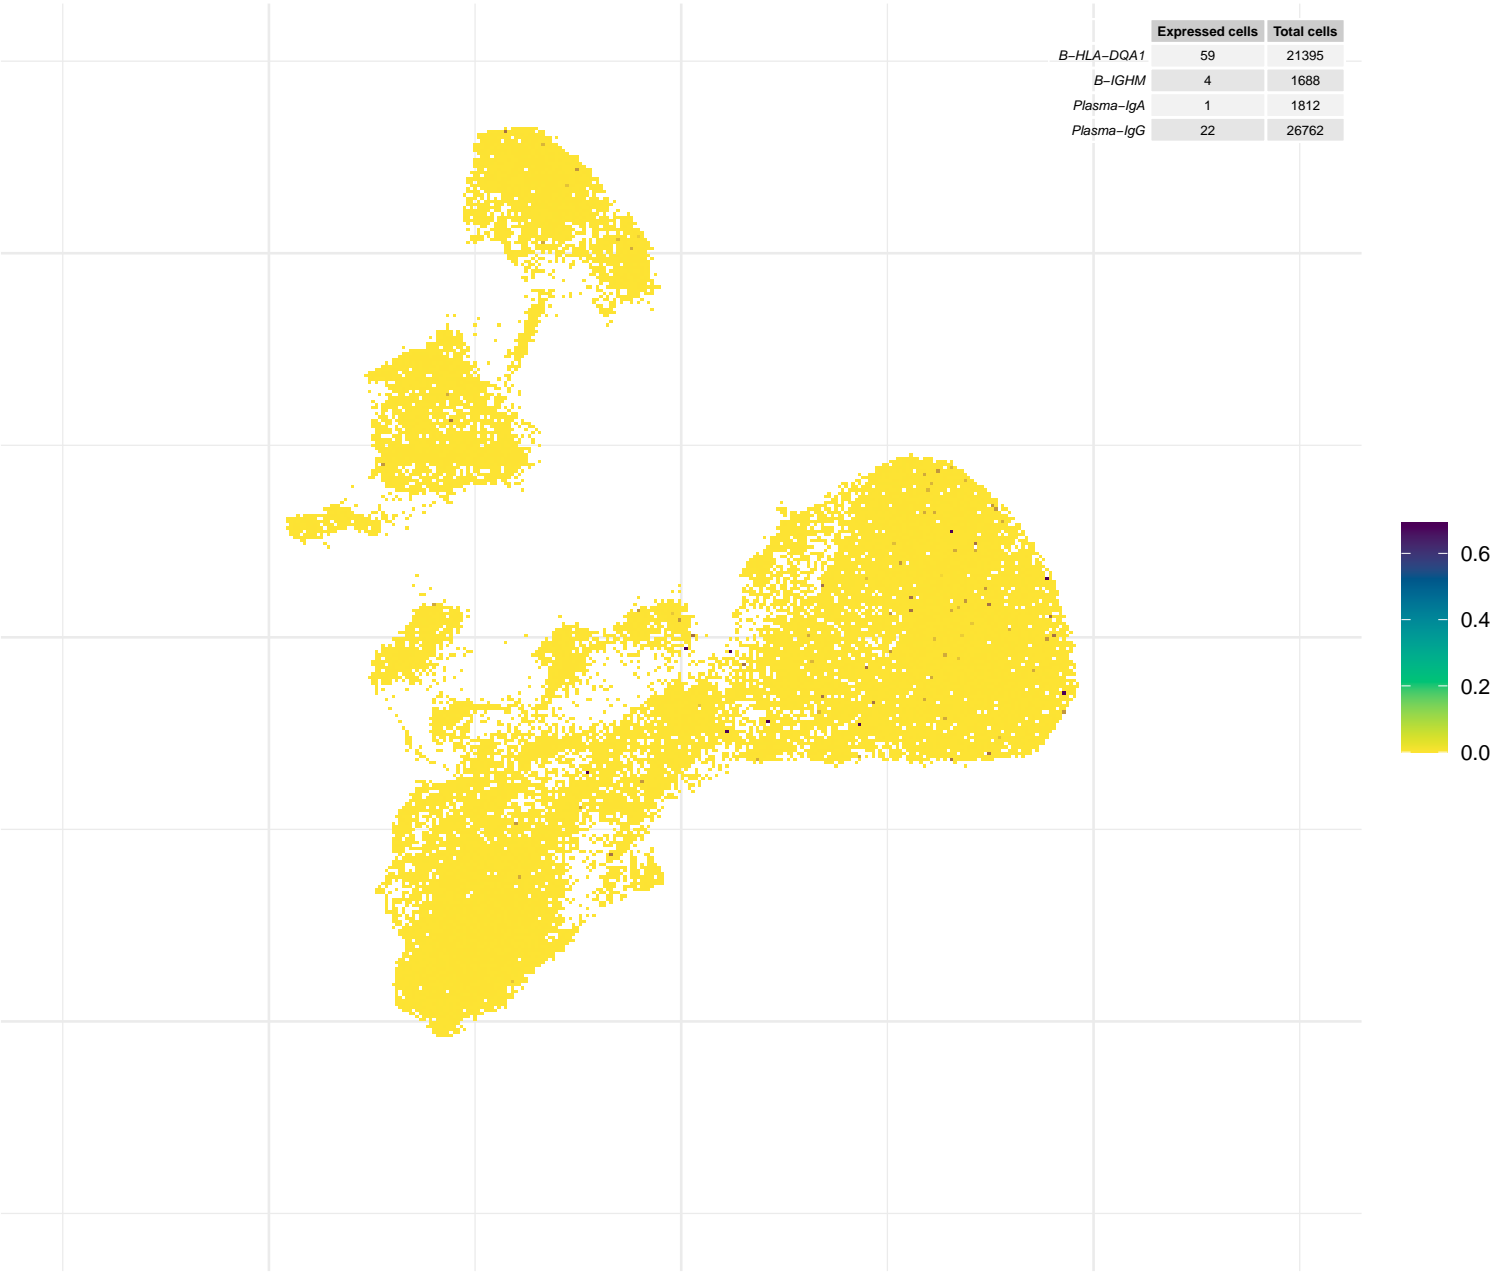 Expressed cells Total cells
B−HLA−DQA1 59 21395
B−IGHM 4 1688
Plasma−IgA 1 1812
Plasma−IgG 22 26762
0.6
0.4
0.2
0.0